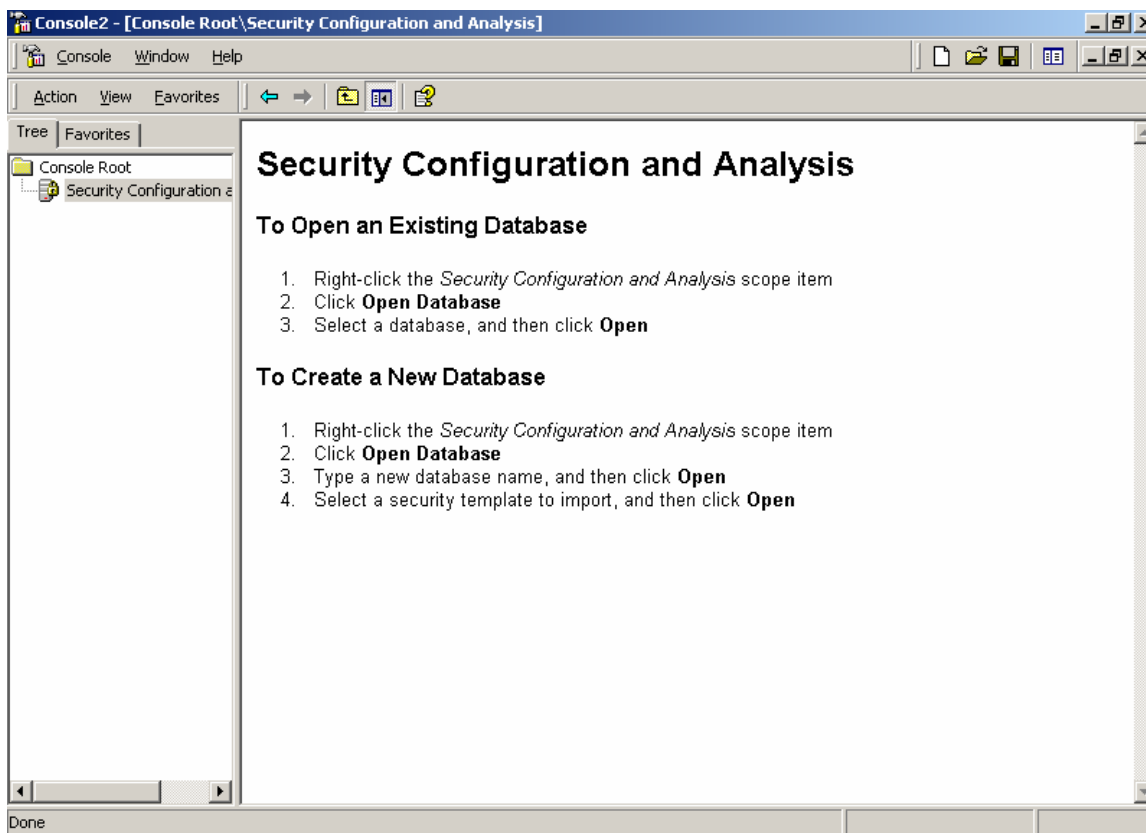 Console2 - [Console Root\Security Configuration and Analysis]
Console Window Help
Action View Favorites
Tree Favorites
Console Root
Security Configuration a
Security Configuration and Analysis
To Open an Existing Database
1. Right-click the Security Configuration and Analysis scope item
2. Click Open Database
3. Select a database, and then click Open
To Create a New Database
1. Right-click the Security Configuration and Analysis scope item
2. Click Open Database
3. Type a new database name, and then click Open
4. Select a security template to import, and then click Open
Done